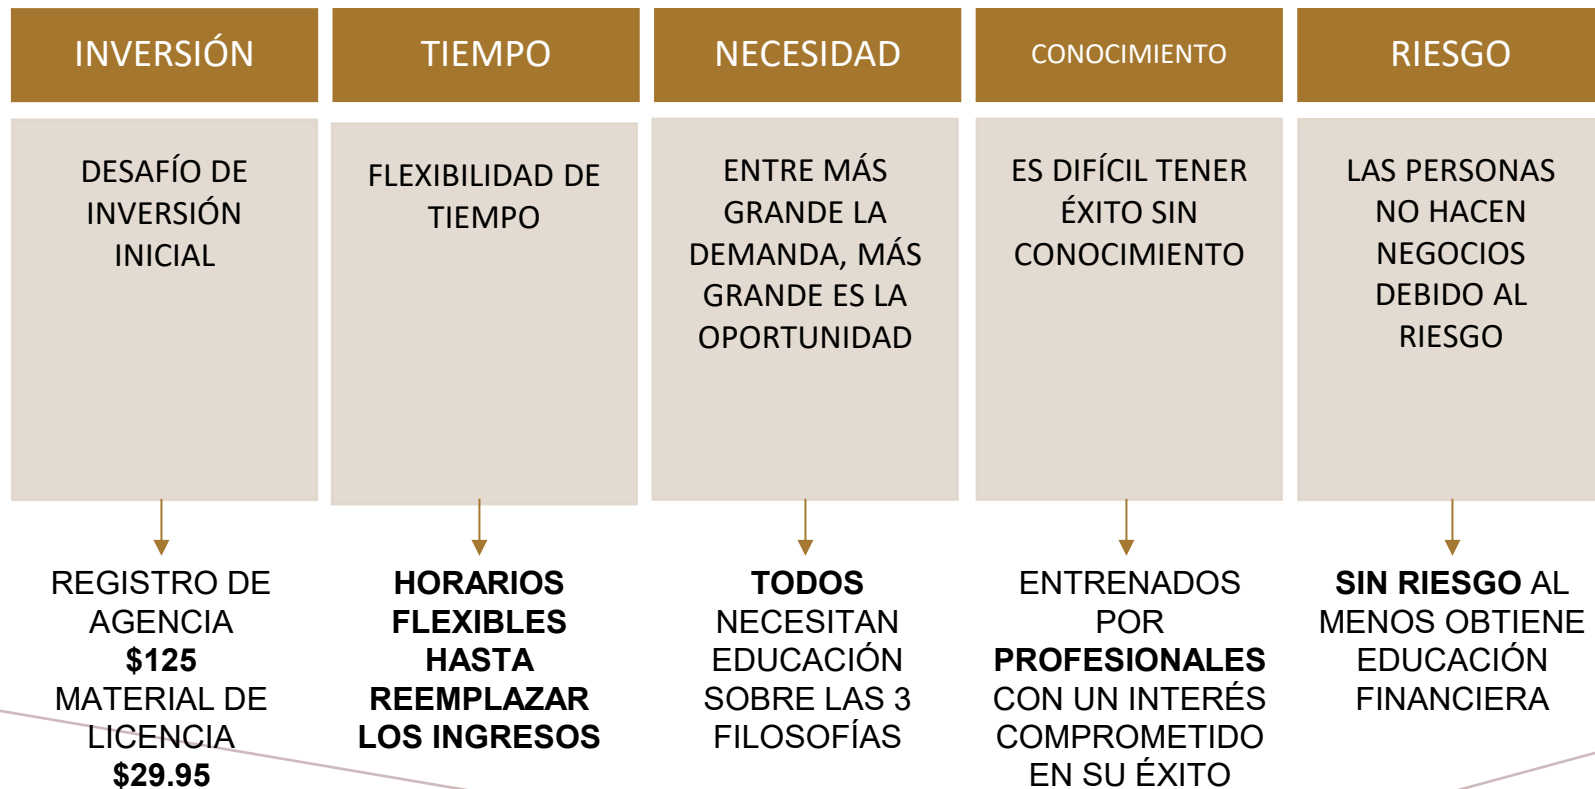 INVERSIÓN
DESAFÍO DE
INVERSIÓN
INICIAL
REGISTRO DE
AGENCIA
$125
MATERIAL DE
LICENCIA
$29.95
TIEMPO
FLEXIBILIDAD DE
TIEMPO
HORARIOS
FLEXIBLES
HASTA
REEMPLAZAR
LOS INGRESOS
NECESIDAD
ENTRE MÁS
GRANDE LA
DEMANDA, MÁS
GRANDE ES LA
OPORTUNIDAD
TODOS
NECESITAN
EDUCACIÓN
SOBRE LAS 3
FILOSOFÍAS
CONOCIMIENTO
ES DIFÍCIL TENER
ÉXITO SIN
CONOCIMIENTO
ENTRENADOS
POR
PROFESIONALES
CON UN INTERÉS
COMPROMETIDO
EN SU ÉXITO
RIESGO
LAS PERSONAS
NO HACEN
NEGOCIOS
DEBIDO AL
RIESGO
SIN RIESGO AL
MENOS OBTIENE
EDUCACIÓN
FINANCIERA